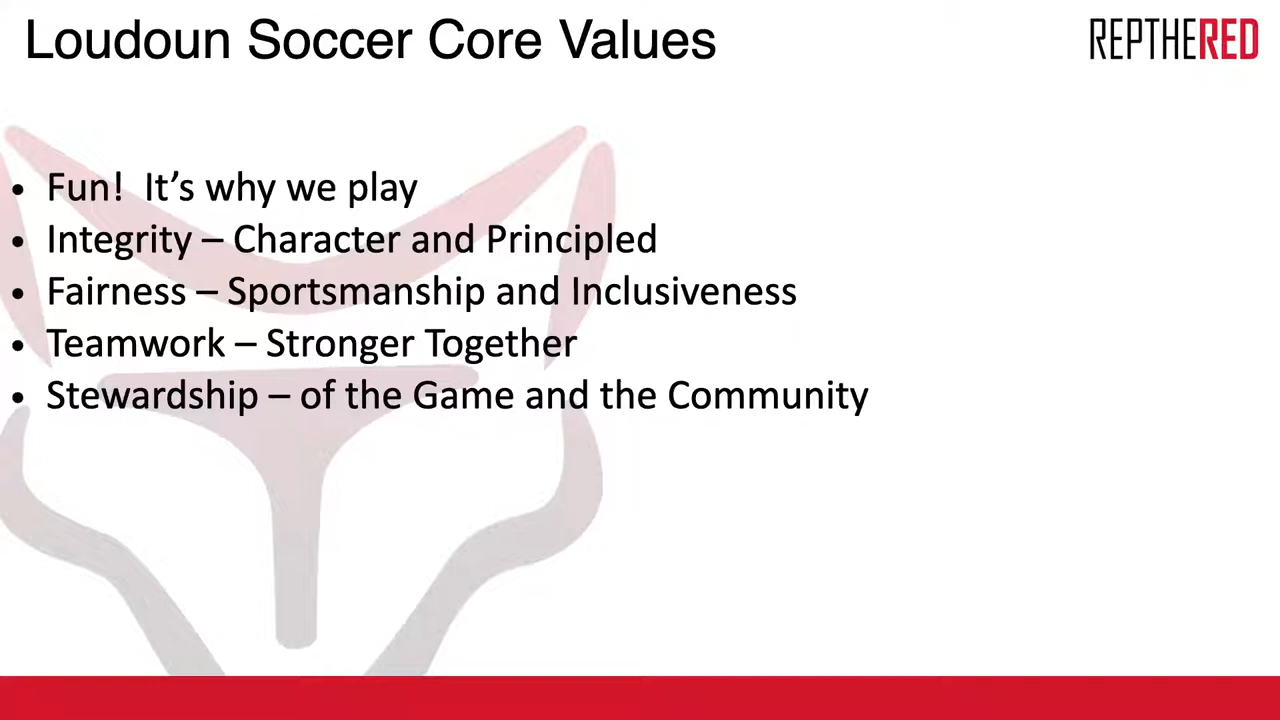 Loudoun Soccer Core Values
REPTHERED
• Fun!  It’s why we play
• Integrity – Character and Principled
• Fairness – Sportsmanship and Inclusiveness
• Teamwork – Stronger Together
• Stewardship – of the Game and the Community